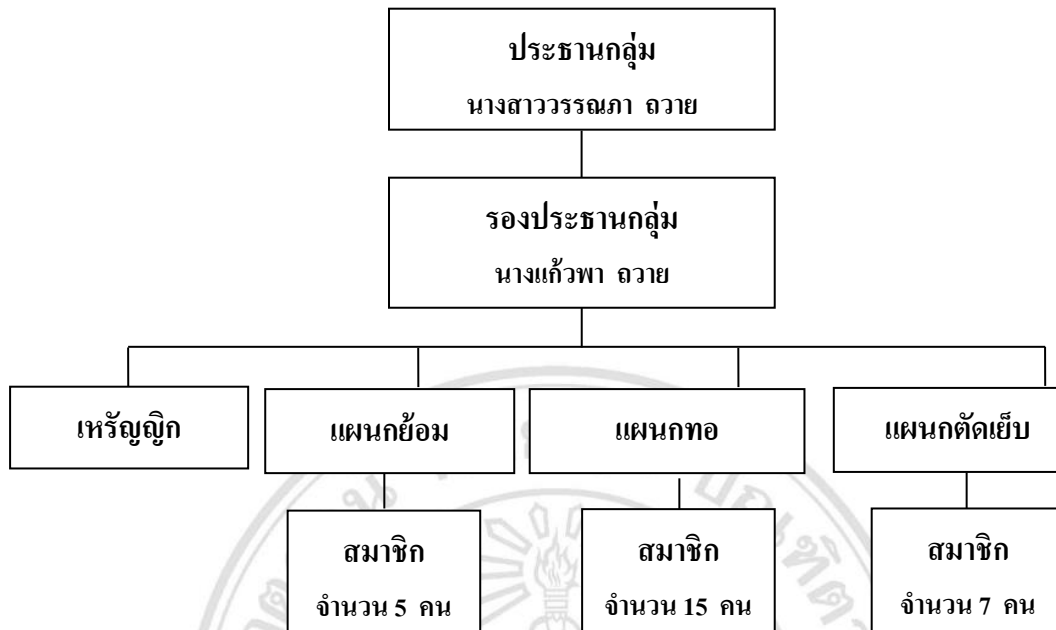 ประธานกลุ่ม
นางสาววรรณภา ถวาย
รองประธานกลุ่ม
นางแก้วพา ถวาย
เหรัญญิก
แผนกย้อม
แผนกทอ
แผนกตัดเย็บ
สมาชิก
จำนวน 5 คน
สมาชิก
จำนวน 15 คน
สมาชิก
จำนวน 7 คน